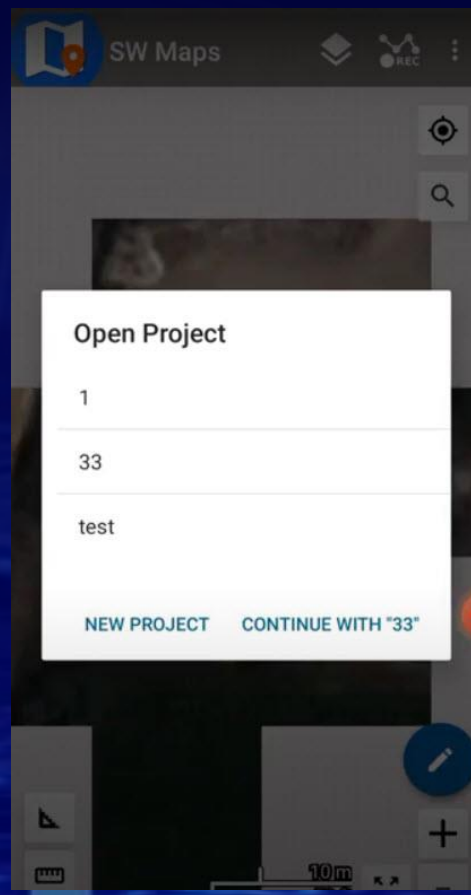 SW Maps
REC
Open Project
1
33
test
NEW PROJECT CONTINUE WITH "33"
10 m